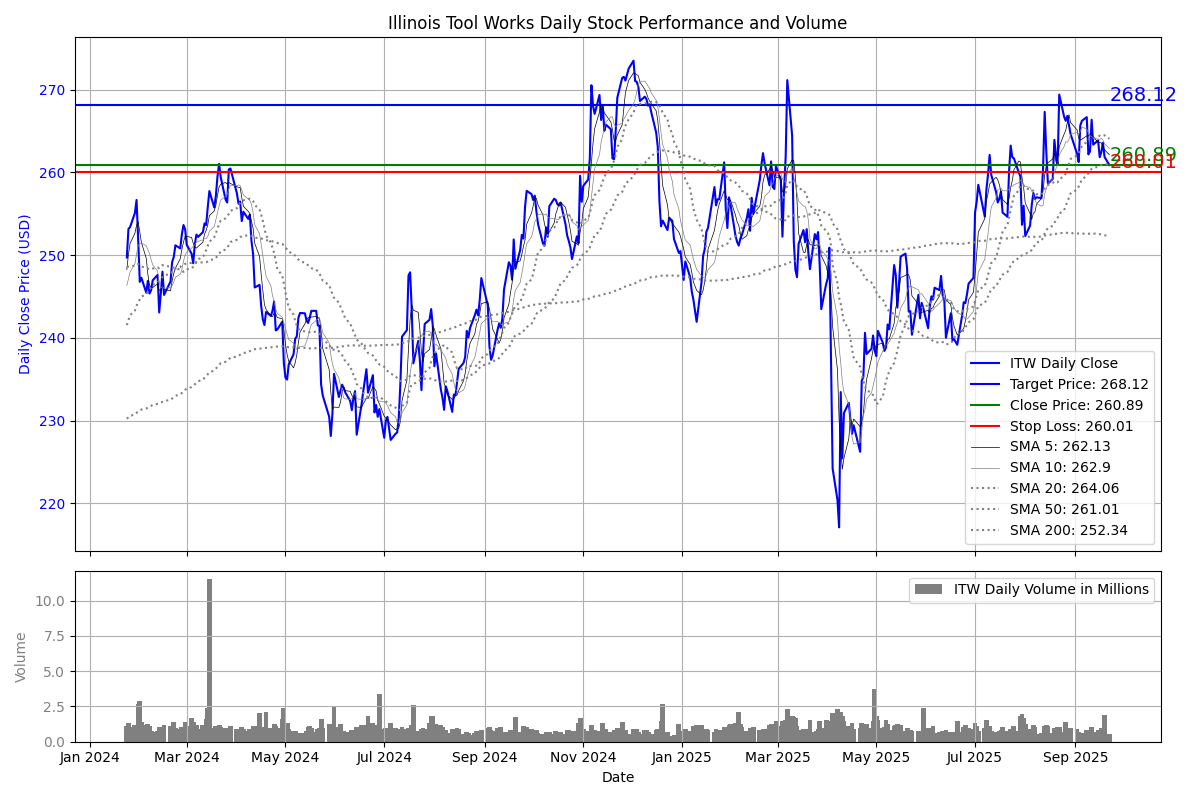 Illinois Tool Works Daily Stock Performance and Volume
Daily Close Price (USD)
270
260
250
240
230
220
268.12
260.89
260.01
ITW Daily Close
Target Price: 268.12
Close Price: 260.89
Stop Loss: 260.01
SMA 5: 262.13
SMA 10: 262.9
SMA 20: 264.06
SMA 50: 261.01
SMA 200: 252.34
Volume
10.0
7.5
5.0
2.5
0.0
ITW Daily Volume in Millions
Jan 2024 Mar 2024 May 2024 Jul 2024 Sep 2024 Nov 2024 Jan 2025 Mar 2025 May 2025 Jul 2025 Sep 2025
Date